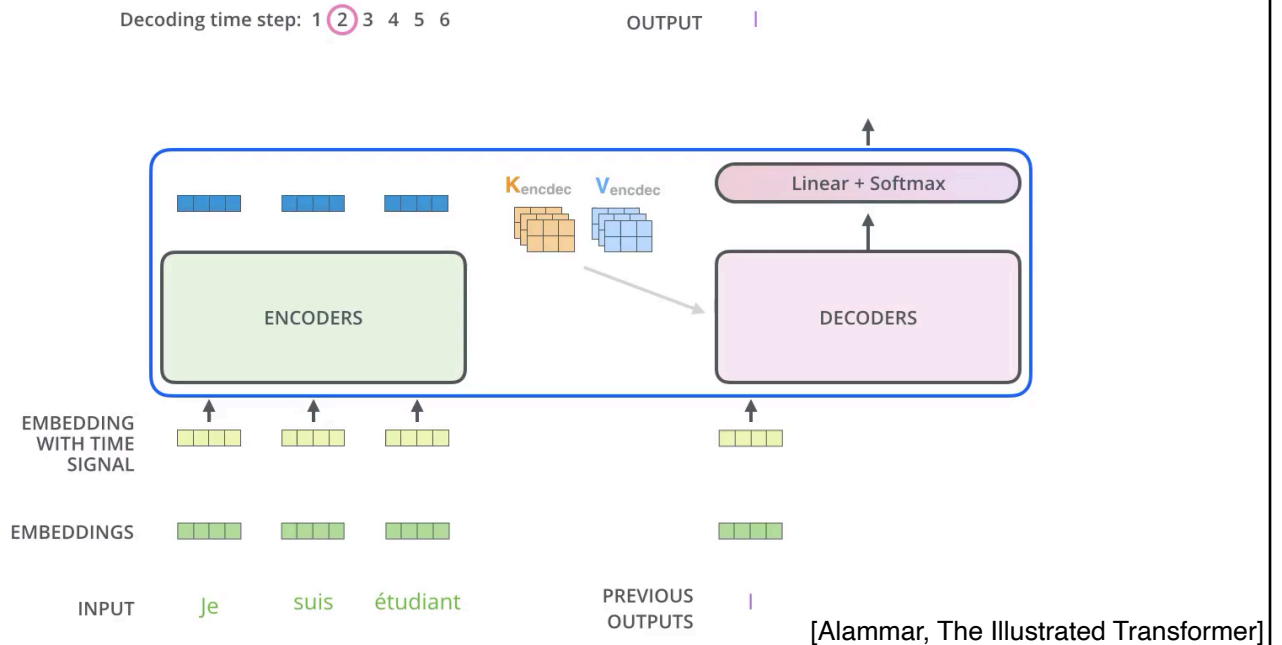 Decoding time step: 1 2 3 4 5 6
OUTPUT I
Kencdec Vencdec
Linear + Softmax
ENCODERS
DECODERS
EMBEDDING
WITH TIME
SIGNAL
EMBEDDINGS
INPUT Je suis étudiant
PREVIOUS
OUTPUTS
I
[Alammar, The Illustrated Transformer]